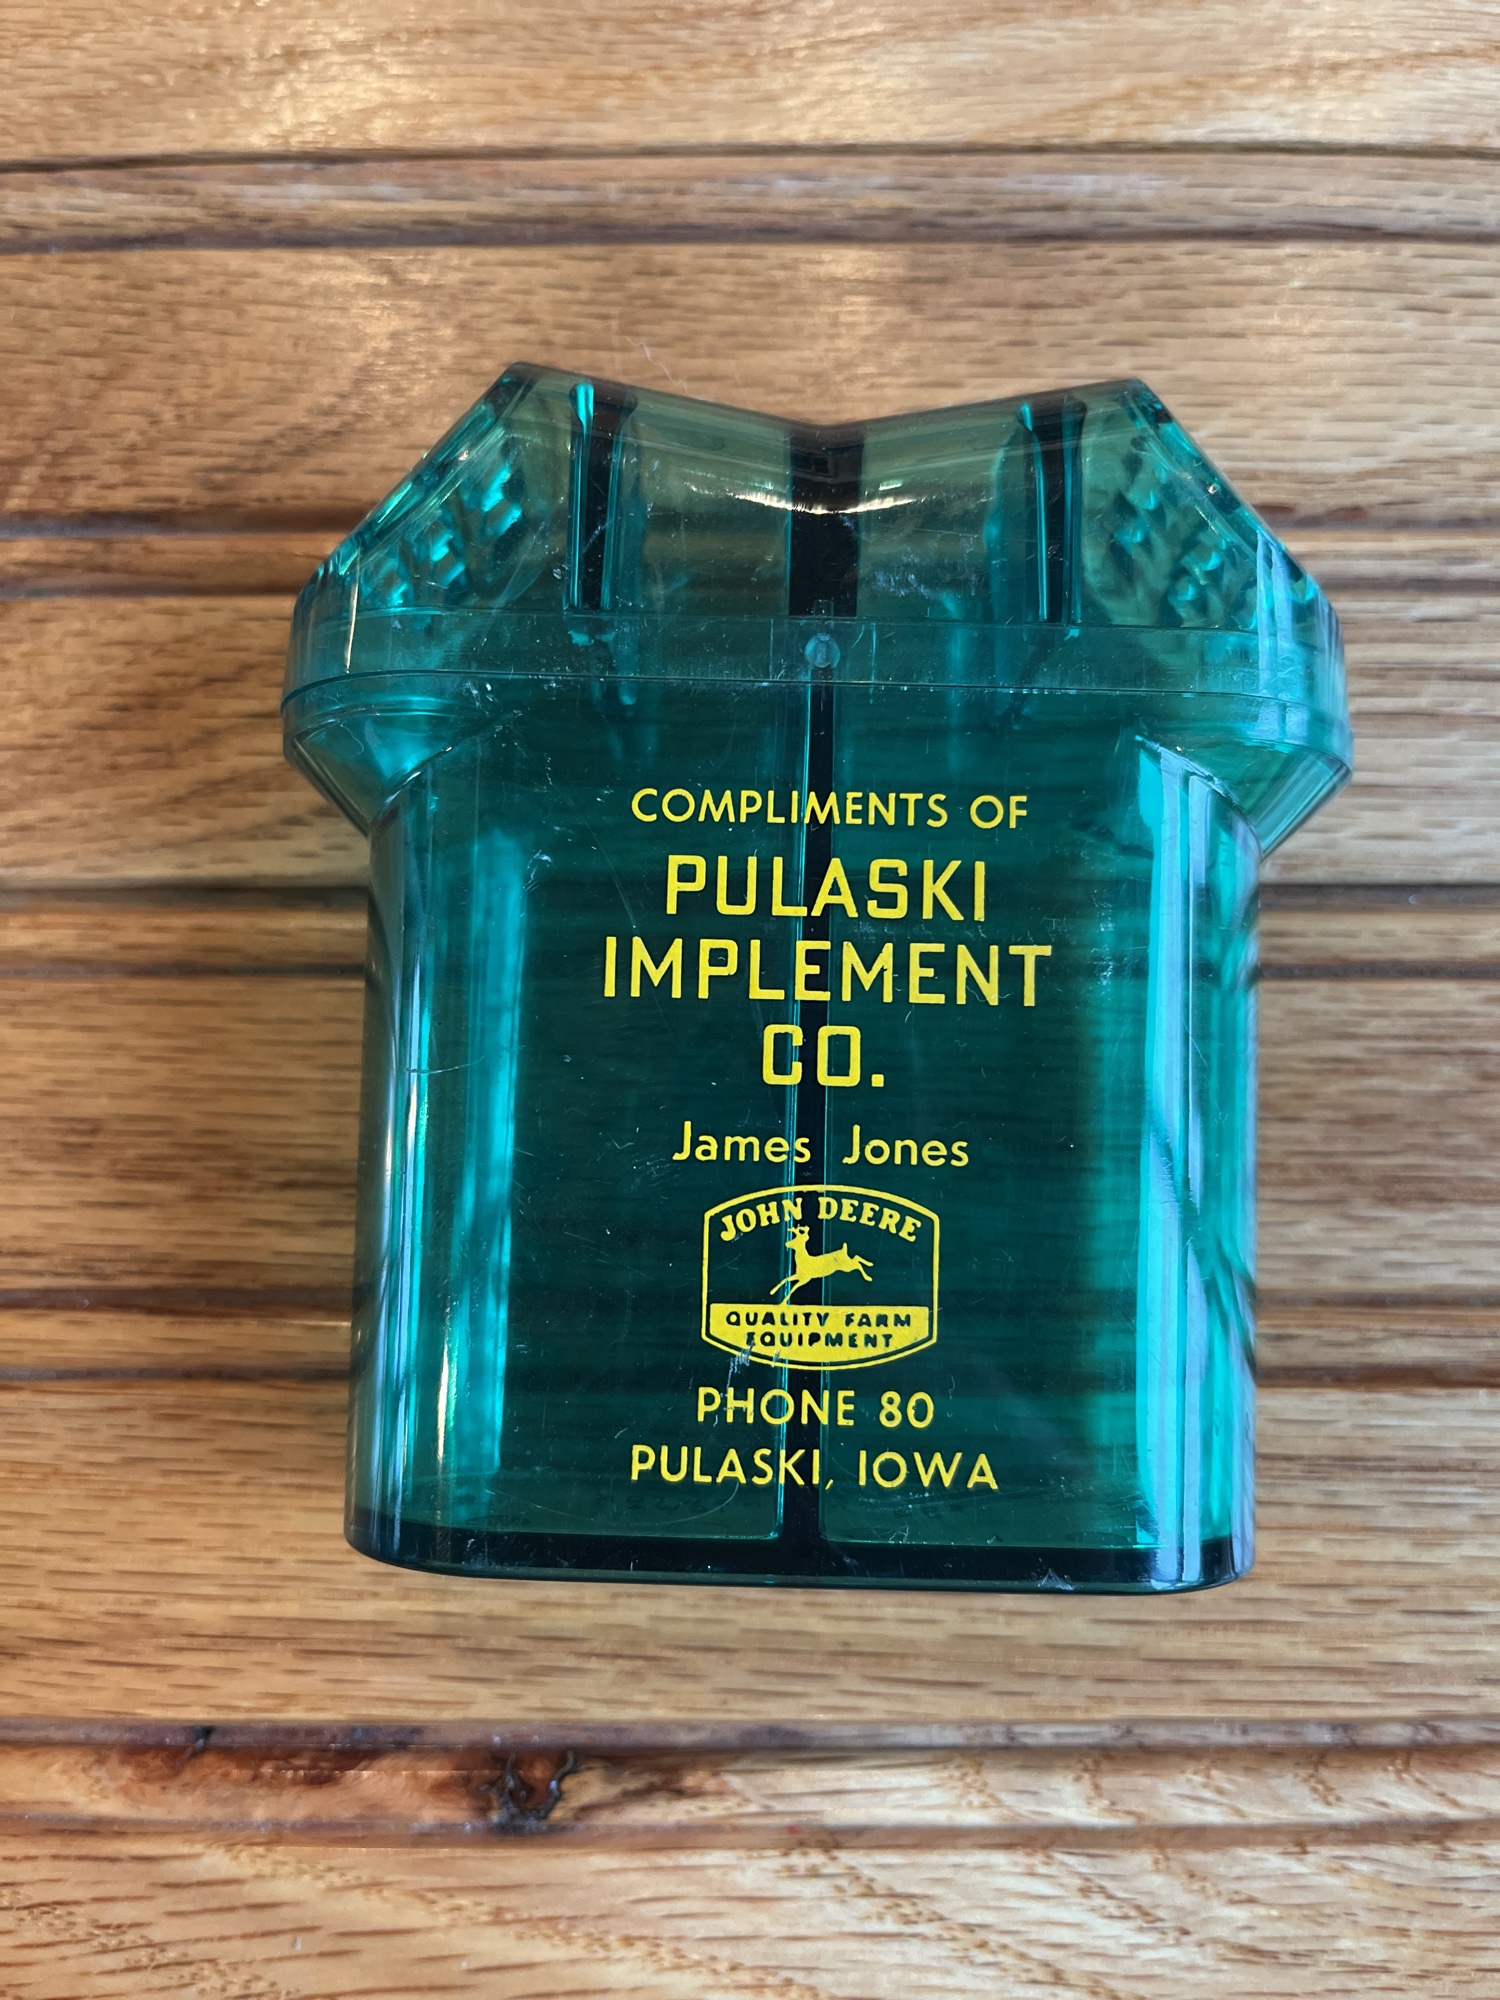 COMPLIMENTS OF
PULASKI
IMPLEMENT
CO.
James Jones
JOHN DEERE
QUALITY FARM
EQUIPMENT
PHONE 80
PULASKI, IOWA